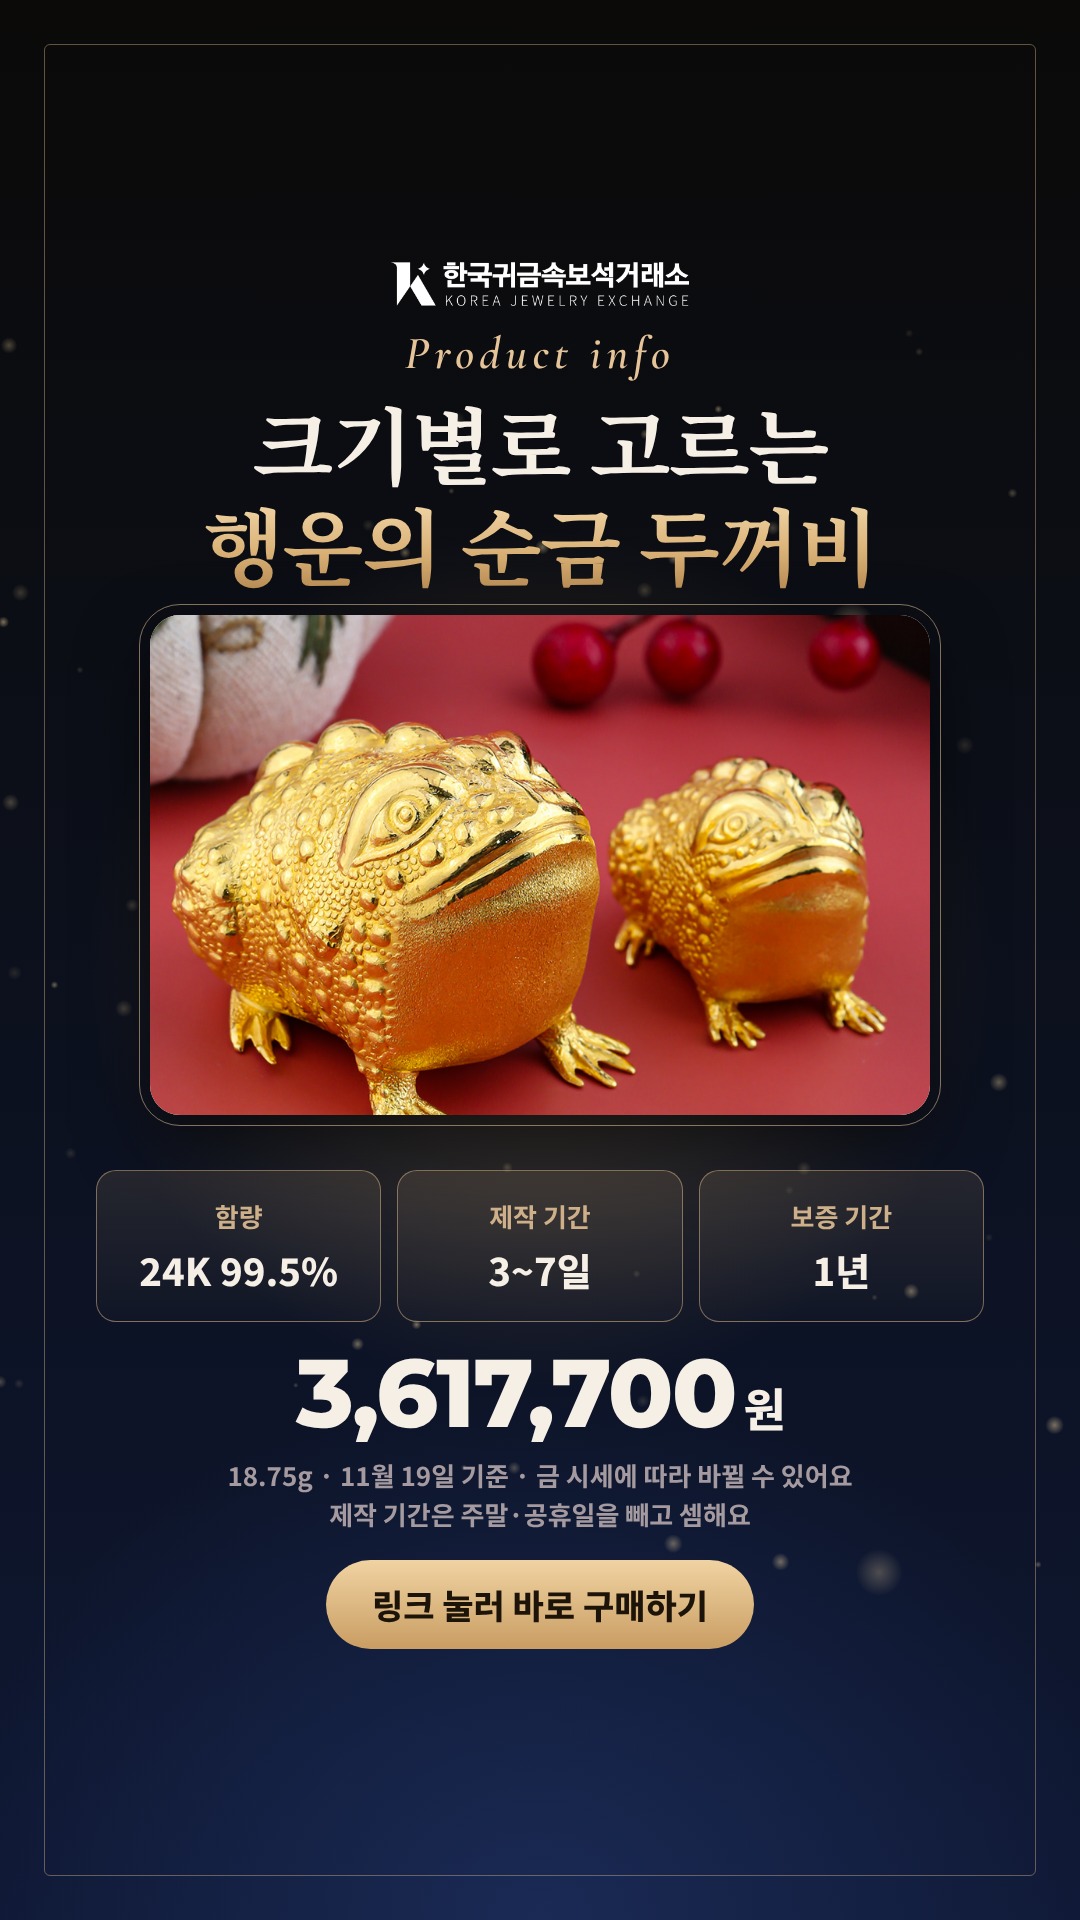 한국귀금속보석거래소
KOREA JEWELRY EXCHANGE
Product info
크기별로 고르는
행운의 순금 두꺼비
함량
24K 99.5%
제작 기간
3~7일
보증 기간
1년
3,617,700원
18.75g · 11월 19일 기준 · 금 시세에 따라 바뀔 수 있어요
제작 기간은 주말·공휴일을 빼고 셈해요
링크 눌러 바로 구매하기